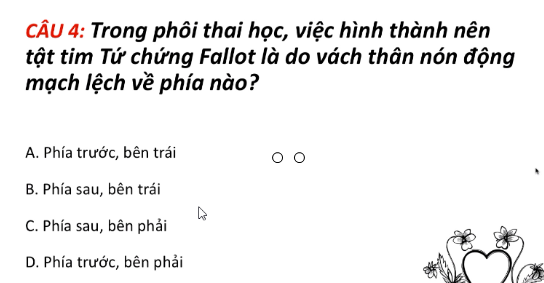 CÂU 4: Trong phôi thai học, việc hình thành nên
tật tim Tứ chứng Fallot là do vách thân nón động
mạch lệch về phía nào?
A. Phía trước, bên trái
B. Phía sau, bên trái
C. Phía sau, bên phải
D. Phía trước, bên phải